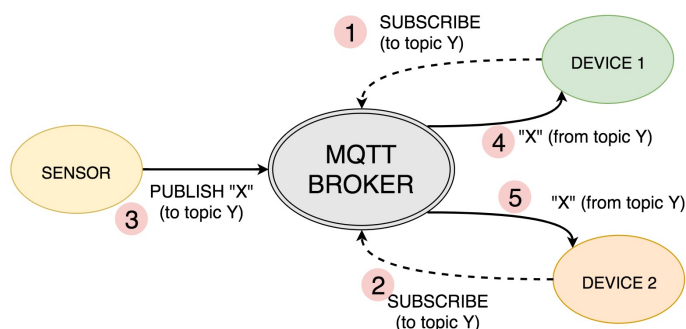 1
SUBSCRIBE
(to topic Y)
DEVICE 1
4
"X" (from topic Y)
MQTT
BROKER
SENSOR
3
PUBLISH "X"
(to topic Y)
5
"X" (from topic Y)
2
SUBSCRIBE
(to topic Y)
DEVICE 2